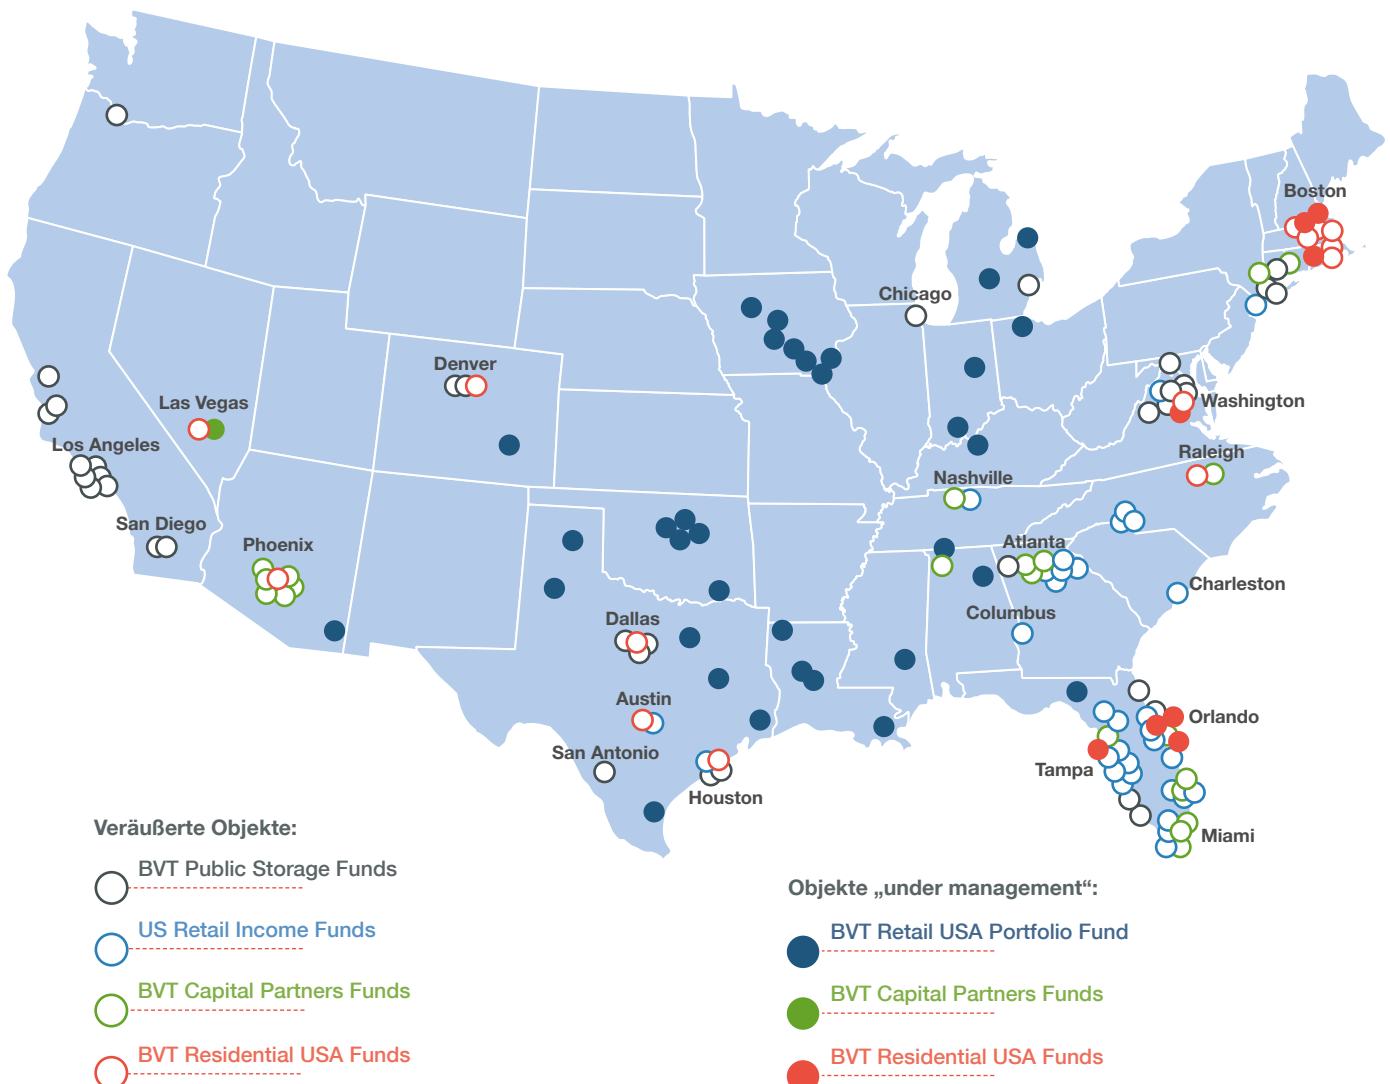 Boston
Chicago
Denver
Las Vegas
Washington
Los Angeles
Raleigh
Nashville
San Diego
Phoenix
Atlanta
Charleston
Columbus
Dallas
Austin
Orlando
San Antonio
Tampa
Houston
Miami
Veräußerte Objekte:
BVT Public Storage Funds
US Retail Income Funds
BVT Capital Partners Funds
BVT Residential USA Funds
Objekte „under management“:
BVT Retail USA Portfolio Fund
BVT Capital Partners Funds
BVT Residential USA Funds